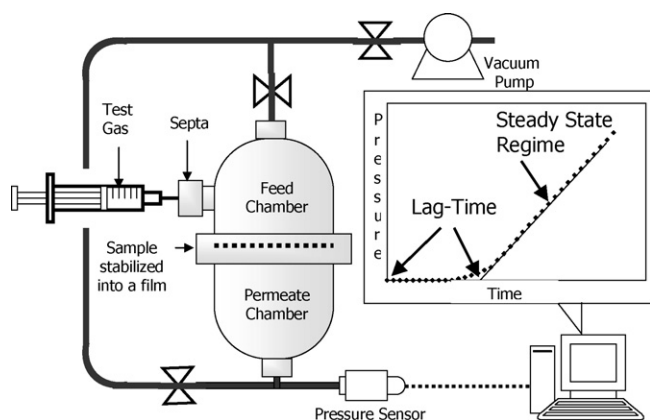 Vacuum
Pump
Test
Gas
Septa
Feed
Chamber
Sample
stabilized
into a film
Permeate
Chamber
Pressure Sensor
Pressure
Steady State
Regime
Lag-Time
Time